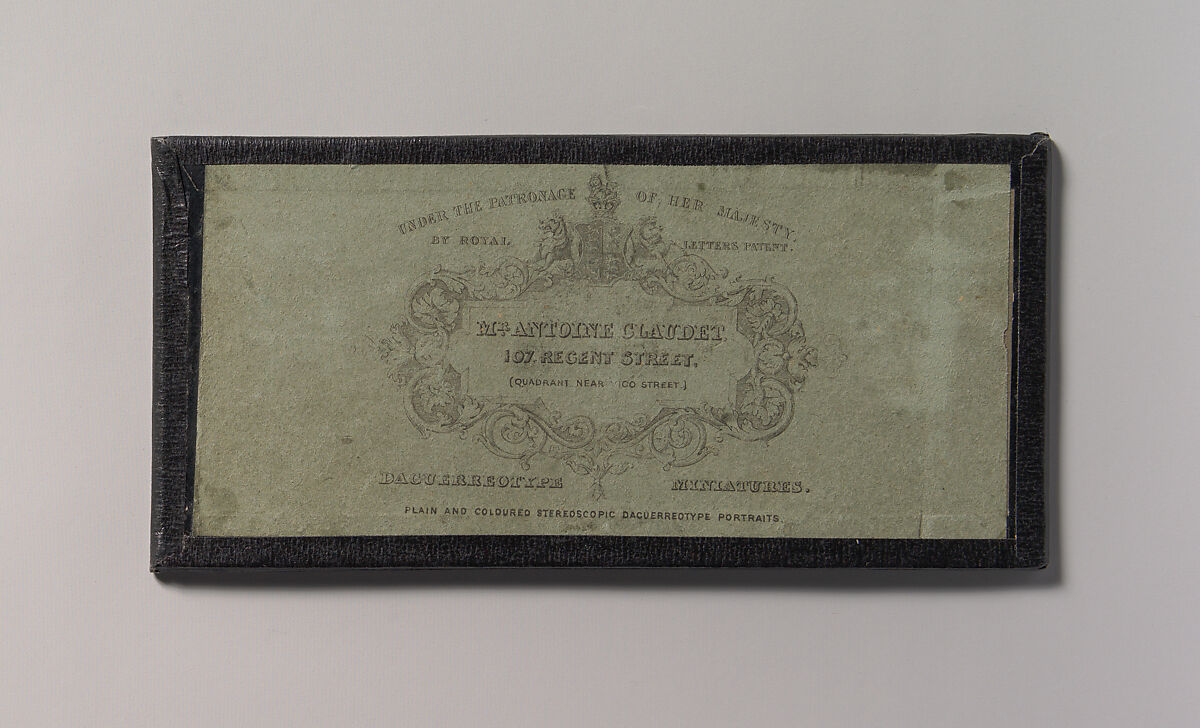 UNDER THE PATRONAGE OF HER MAJESTY,
BY ROYAL LETTERS PATENT.
Mr. ANTOINE CLAUDET,
107, REGENT STREET,
(QUADRANT, NEAR ICO STREET,)
DAGUERREOTYPE MINIATURES.
PLAIN AND COLOURED STEREOSCOPIC DAGUERREOTYPE PORTRAITS.